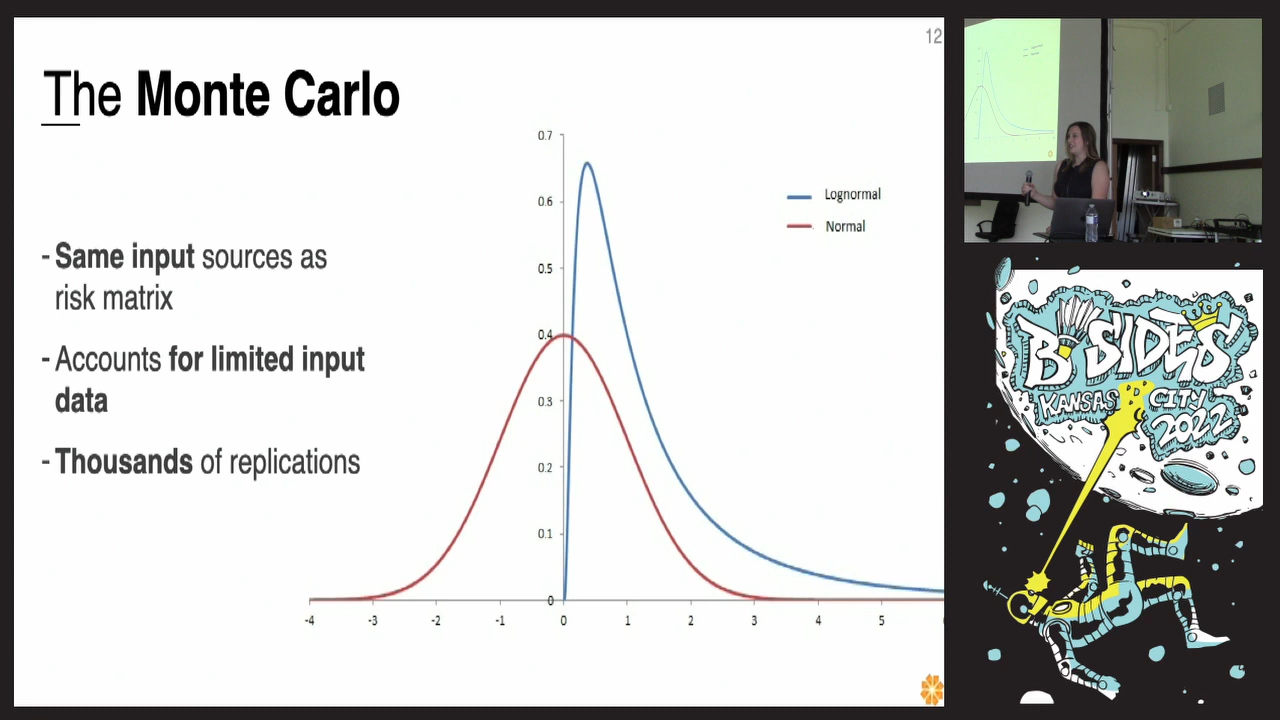 12
The Monte Carlo
- Same input sources as
risk matrix
- Accounts for limited input
data
- Thousands of replications
0.7
0.6
0.5
0.4
0.3
0.2
0.1
0
-4 -3 -2 -1 0 1 2 3 4 5
Lognormal
Normal
BSIDES
KANSAS CITY
2022